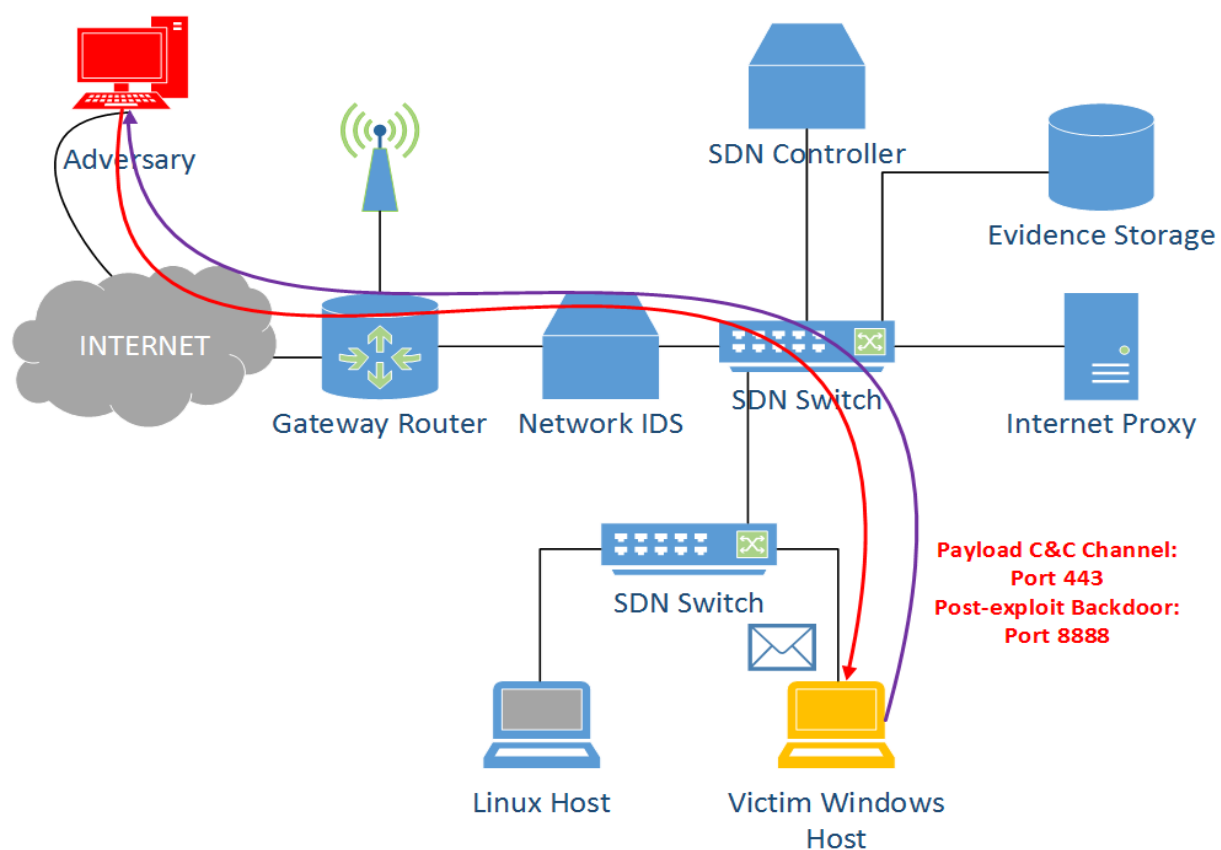 Adversary
SDN Controller
Evidence Storage
INTERNET
Gateway Router
Network IDS
SDN Switch
Internet Proxy
Payload C&C Channel:
Port 443
Post-exploit Backdoor:
Port 8888
SDN Switch
Linux Host
Victim Windows
Host